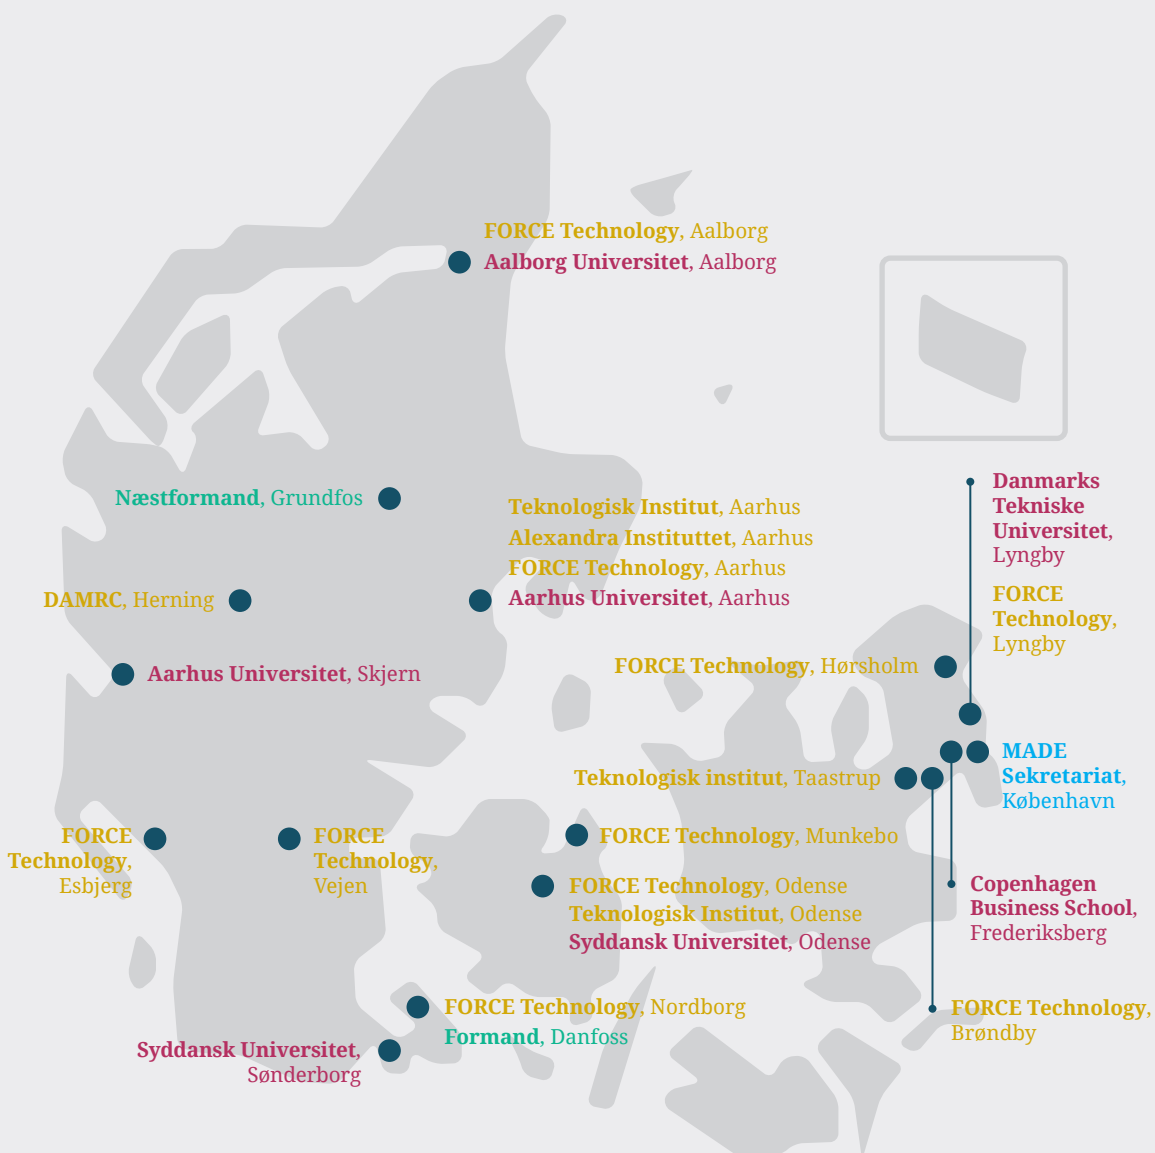 FORCE Technology, Aalborg
Aalborg Universitet, Aalborg
Næstformand, Grundfos
Teknologisk Institut, Aarhus
Alexandra Instituttet, Aarhus
FORCE Technology, Aarhus
Aarhus Universitet, Aarhus
Danmarks
Tekniske
Universitet,
Lyngby
FORCE
Technology,
Lyngby
DAMRC, Herning
Aarhus Universitet, Skjern
FORCE Technology, Hørsholm
MADE
Sekretariat,
København
Teknologisk institut, Taastrup
FORCE
Technology,
Esbjerg
FORCE
Technology,
Vejen
FORCE Technology, Munkebo
FORCE Technology, Odense
Teknologisk Institut, Odense
Syddansk Universitet, Odense
Copenhagen
Business School,
Frederiksberg
FORCE Technology, Nordborg
Formand, Danfoss
FORCE Technology,
Brøndby
Syddansk Universitet,
Sønderborg